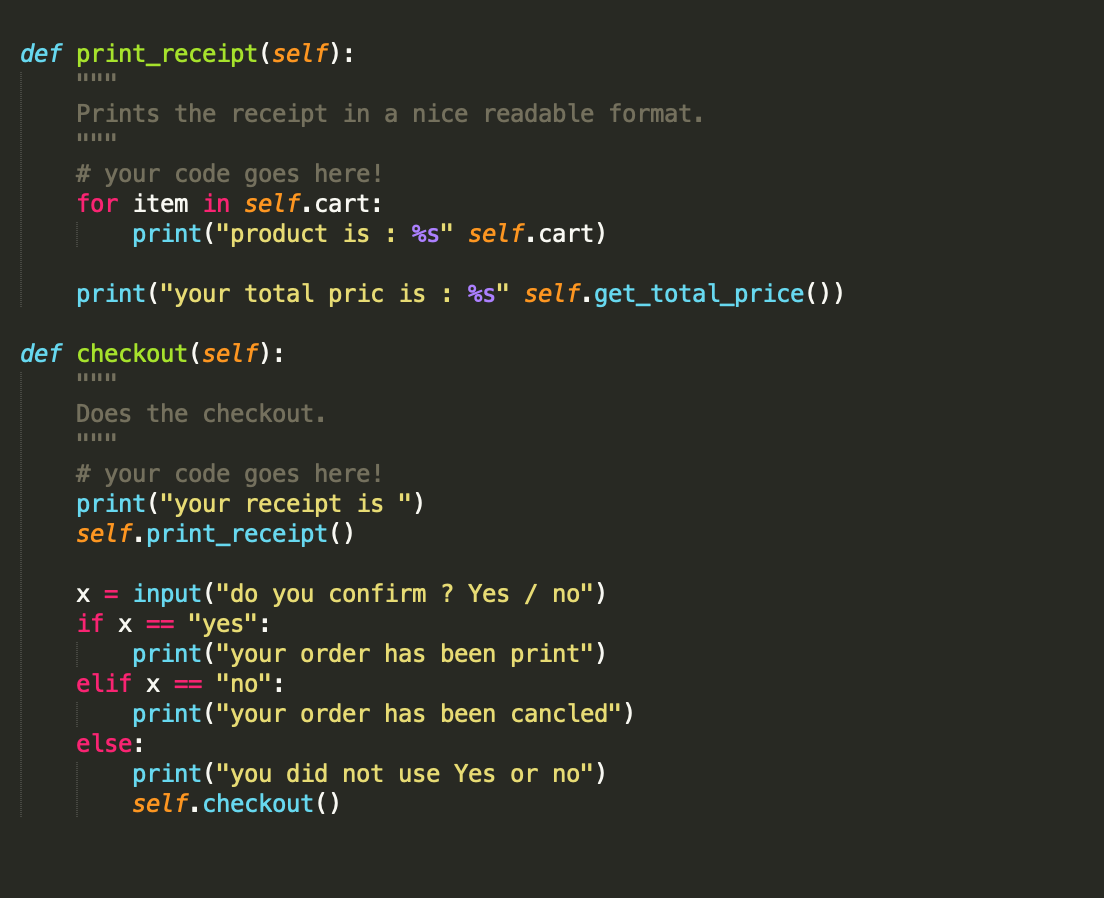 def print_receipt(self):
    """
    Prints the receipt in a nice readable format.
    """
    # your code goes here!
    for item in self.cart:
        print("product is : %s" self.cart)

    print("your total pric is : %s" self.get_total_price())

def checkout(self):
    """
    Does the checkout.
    """
    # your code goes here!
    print("your receipt is ")
    self.print_receipt()

    x = input("do you confirm ? Yes / no")
    if x == "yes":
        print("your order has been print")
    elif x == "no":
        print("your order has been cancled")
    else:
        print("you did not use Yes or no")
        self.checkout()